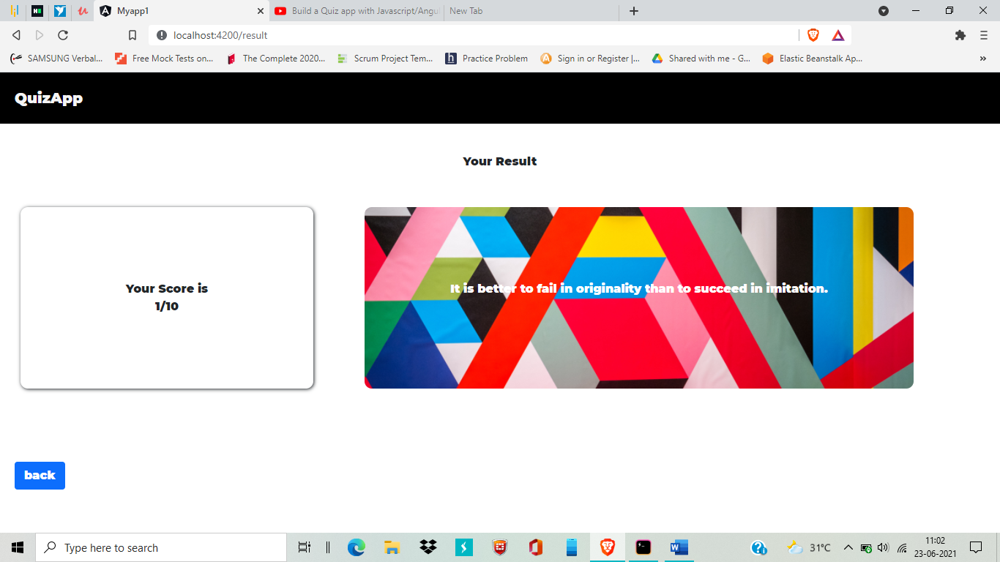 Myapp1
Build a Quiz app with Javascript/Angu
New Tab
localhost:4200/result
SAMSUNG Verbal...
Free Mock Tests on...
The Complete 2020...
Scrum Project Tem...
Practice Problem
Sign in or Register |...
Shared with me - G...
Elastic Beanstalk Ap...
»
QuizApp
Your Result
Your Score is
1/10
It is better to fail in originality than to succeed in imitation.
back
Type here to search
31°C
11:02
23-06-2021